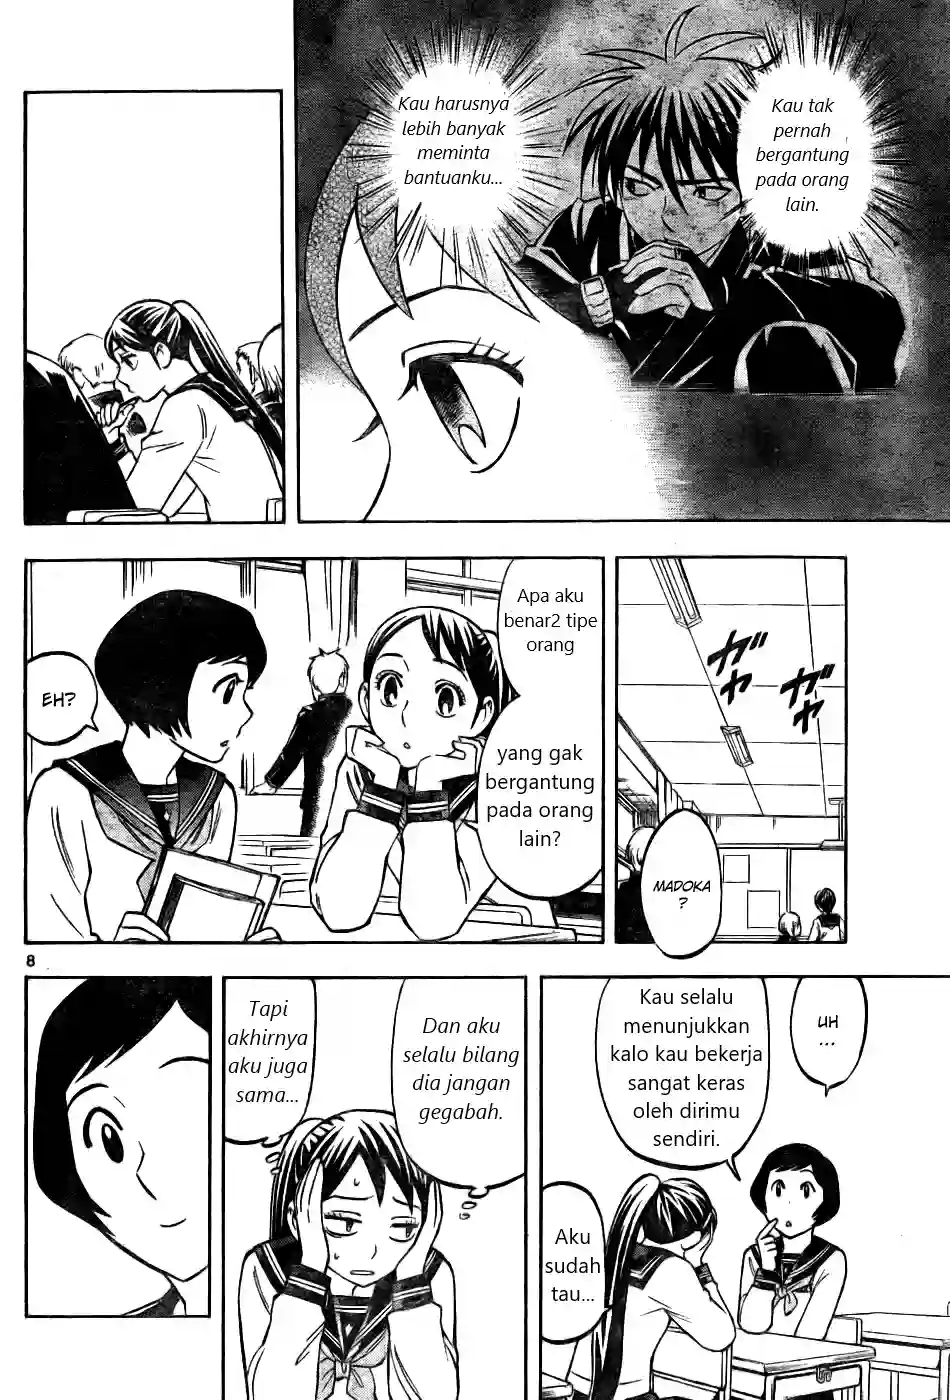 Kau tak
pernah
bergantung
pada orang
lain.
Kau harusnya
lebih banyak
meminta
bantuanku...
ガヤ
ガヤ
MADOKA
?
Apa aku
benar2 tipe
orang
yang gak
bergantung
pada orang
lain?
EH?
8
UH
...
Kau selalu
menunjukkan
kalo kau bekerja
sangat keras
oleh dirimu
sendiri.
Aku
sudah
tau...
Dan aku
selalu bilang
dia jangan
gegabah.
Tapi
akhirnya
aku juga
sama...